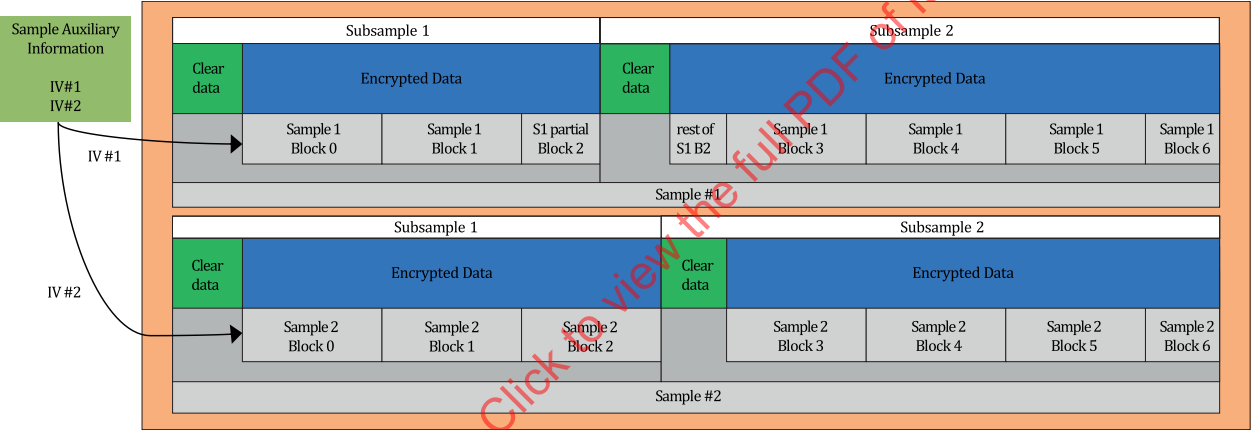 Sample Auxiliary
Information
IV#1
IV#2
IV #1
IV #2
Subsample 1
Subsample 2
Clear
data
Encrypted Data
Clear
data
Encrypted Data
Sample 1
Block 0
Sample 1
Block 1
S1 partial
Block 2
rest of
S1 B2
Sample 1
Block 3
Sample 1
Block 4
Sample 1
Block 5
Sample 1
Block 6
Sample #1
Subsample 1
Subsample 2
Clear
data
Encrypted Data
Clear
data
Encrypted Data
Sample 2
Block 0
Sample 2
Block 1
Sample 2
Block 2
Sample 2
Block 3
Sample 2
Block 4
Sample 2
Block 5
Sample 2
Block 6
Sample #2
Click to view the full PDF of